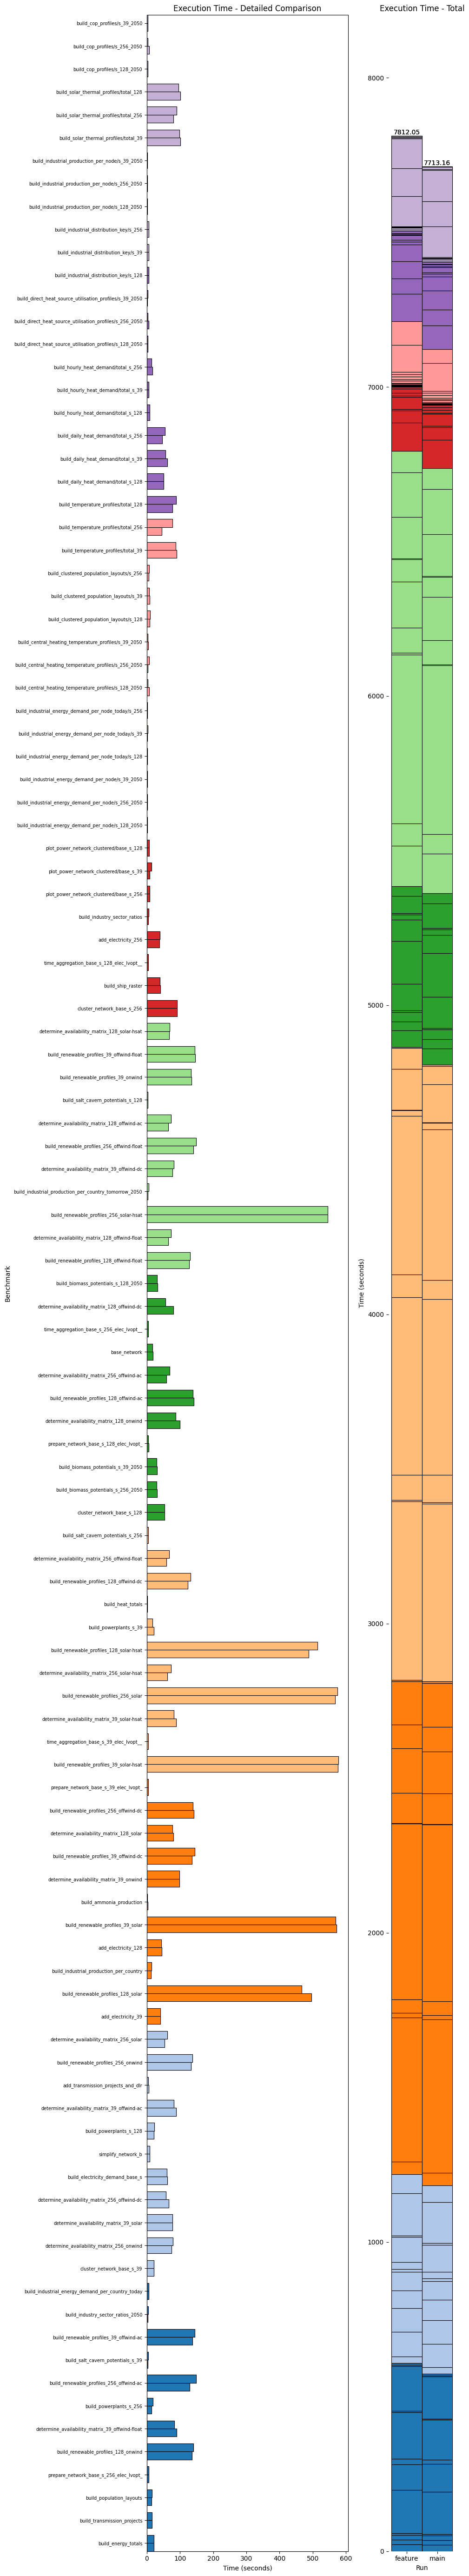 Execution Time - Detailed Comparison
build_cop_profiles/s_39_2050
build_cop_profiles/s_256_2050
build_cop_profiles/s_128_2050
build_solar_thermal_profiles/total_128
build_solar_thermal_profiles/total_256
build_solar_thermal_profiles/total_39
build_industrial_production_per_node/s_39_2050
build_industrial_production_per_node/s_256_2050
build_industrial_production_per_node/s_128_2050
build_industrial_distribution_key/s_256
build_industrial_distribution_key/s_39
build_industrial_distribution_key/s_128
build_direct_heat_source_utilisation_profiles/s_39_2050
build_direct_heat_source_utilisation_profiles/s_256_2050
build_direct_heat_source_utilisation_profiles/s_128_2050
build_hourly_heat_demand/total_s_256
build_hourly_heat_demand/total_s_39
build_hourly_heat_demand/total_s_128
build_daily_heat_demand/total_s_256
build_daily_heat_demand/total_s_39
build_daily_heat_demand/total_s_128
build_temperature_profiles/total_128
build_temperature_profiles/total_256
build_temperature_profiles/total_39
build_clustered_population_layouts/s_256
build_clustered_population_layouts/s_39
build_clustered_population_layouts/s_128
build_central_heating_temperature_profiles/s_39_2050
build_central_heating_temperature_profiles/s_256_2050
build_central_heating_temperature_profiles/s_128_2050
build_industrial_energy_demand_per_node_today/s_256
build_industrial_energy_demand_per_node_today/s_39
build_industrial_energy_demand_per_node_today/s_128
build_industrial_energy_demand_per_node/s_39_2050
build_industrial_energy_demand_per_node/s_256_2050
build_industrial_energy_demand_per_node/s_128_2050
plot_power_network_clustered/base_s_128
plot_power_network_clustered/base_s_39
plot_power_network_clustered/base_s_256
build_industry_sector_ratios
add_electricity_256
time_aggregation_base_s_128_elec_lvopt__
build_ship_raster
cluster_network_base_s_256
determine_availability_matrix_128_solar-hsat
build_renewable_profiles_39_offwind-float
build_renewable_profiles_39_onwind
build_salt_cavern_potentials_s_128
determine_availability_matrix_128_offwind-ac
build_renewable_profiles_256_offwind-float
determine_availability_matrix_39_offwind-dc
build_industrial_production_per_country_tomorrow_2050
build_renewable_profiles_256_solar-hsat
determine_availability_matrix_128_offwind-float
build_renewable_profiles_128_offwind-float
build_biomass_potentials_s_128_2050
determine_availability_matrix_128_offwind-dc
time_aggregation_base_s_256_elec_lvopt__
base_network
determine_availability_matrix_256_offwind-ac
build_renewable_profiles_128_offwind-ac
determine_availability_matrix_128_onwind
prepare_network_base_s_128_elec_lvopt_
build_biomass_potentials_s_39_2050
build_biomass_potentials_s_256_2050
cluster_network_base_s_128
build_salt_cavern_potentials_s_256
determine_availability_matrix_256_offwind-float
build_renewable_profiles_128_offwind-dc
build_heat_totals
build_powerplants_s_39
build_renewable_profiles_128_solar-hsat
determine_availability_matrix_256_solar-hsat
build_renewable_profiles_256_solar
determine_availability_matrix_39_solar-hsat
time_aggregation_base_s_39_elec_lvopt__
build_renewable_profiles_39_solar-hsat
prepare_network_base_s_39_elec_lvopt_
build_renewable_profiles_256_offwind-dc
determine_availability_matrix_128_solar
build_renewable_profiles_39_offwind-dc
determine_availability_matrix_39_onwind
build_ammonia_production
build_renewable_profiles_39_solar
add_electricity_128
build_industrial_production_per_country
build_renewable_profiles_128_solar
add_electricity_39
determine_availability_matrix_256_solar
build_renewable_profiles_256_onwind
add_transmission_projects_and_dlr
determine_availability_matrix_39_offwind-ac
build_powerplants_s_128
simplify_network_b
build_electricity_demand_base_s
determine_availability_matrix_256_offwind-dc
determine_availability_matrix_39_solar
determine_availability_matrix_256_onwind
cluster_network_base_s_39
build_industrial_energy_demand_per_country_today
build_industry_sector_ratios_2050
build_renewable_profiles_39_offwind-ac
build_salt_cavern_potentials_s_39
build_renewable_profiles_256_offwind-ac
build_powerplants_s_256
determine_availability_matrix_39_offwind-float
build_renewable_profiles_128_onwind
prepare_network_base_s_256_elec_lvopt_
build_population_layouts
build_transmission_projects
build_energy_totals
Benchmark
0 100 200 300 400 500 600
Time (seconds)
Execution Time - Total
8000
7000
6000
5000
4000
3000
2000
1000
0
Time (seconds)
7812.05
7713.16
feature main
Run